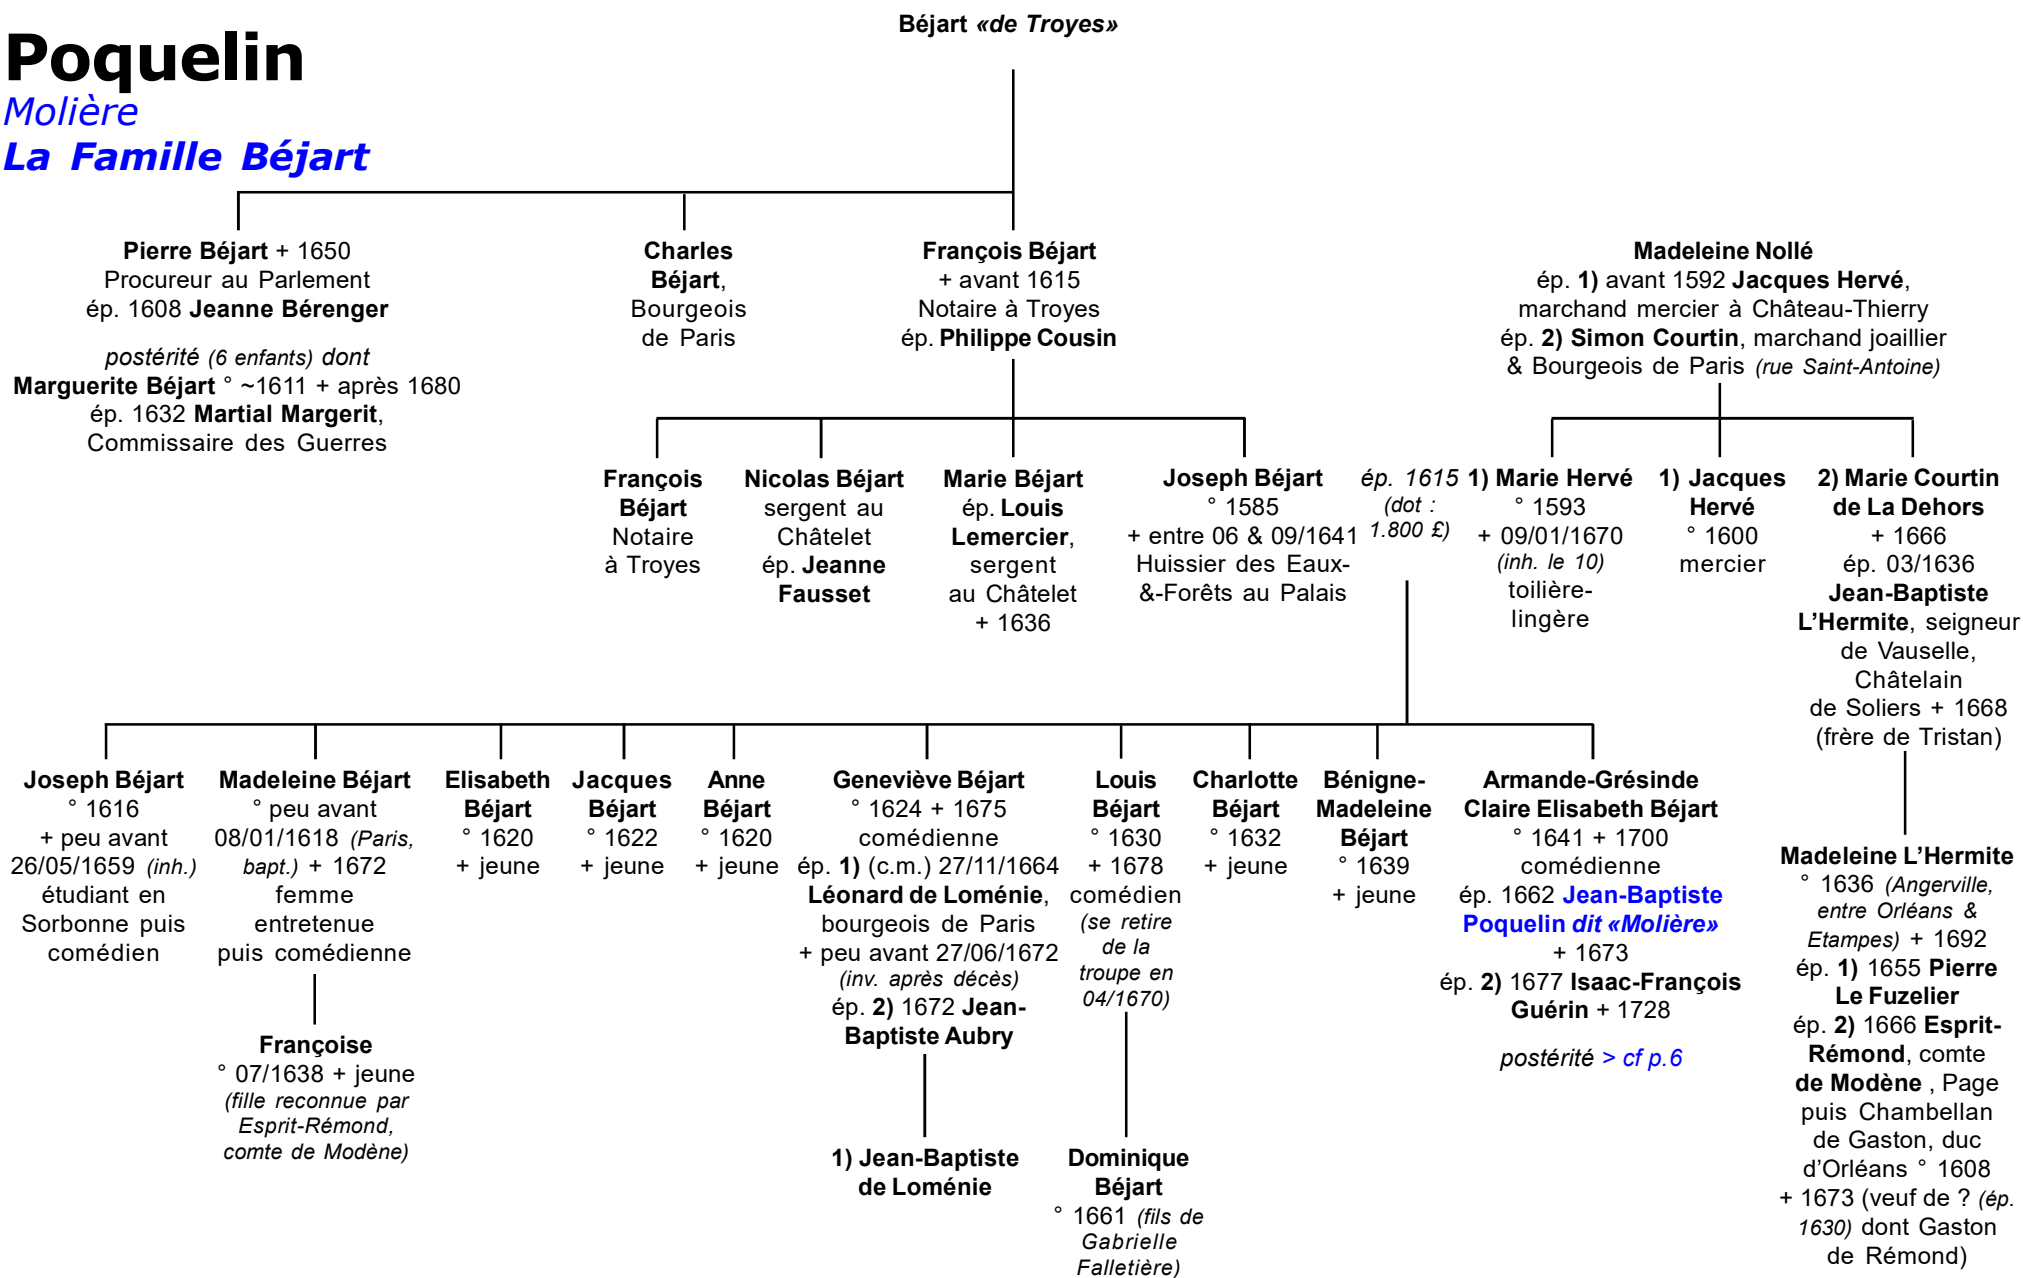 Béjart «de Troyes»
Poquelin
Molière
La Famille Béjart
Pierre Béjart + 1650
Procureur au Parlement
ép. 1608 Jeanne Bérenger
postérité (6 enfants) dont
Marguerite Béjart ° ~1611 + après 1680
ép. 1632 Martial Margerit,
Commissaire des Guerres
Charles
Béjart,
Bourgeois
de Paris
François Béjart
+ avant 1615
Notaire à Troyes
ép. Philippe Cousin
Madeleine Nollé
ép. 1) avant 1592 Jacques Hervé,
marchand mercier à Château-Thierry
ép. 2) Simon Courtin, marchand joaillier
& Bourgeois de Paris (rue Saint-Antoine)
François
Béjart
Notaire
à Troyes
Nicolas Béjart
sergent au
Châtelet
ép. Jeanne
Fausset
Marie Béjart
ép. Louis
Lemercier,
sergent
au Châtelet
+ 1636
Joseph Béjart
° 1585
+ entre 06 & 09/1641
Huissier des Eaux-
&-Forêts au Palais
ép. 1615
(dot :
1.800 £)
1) Marie Hervé
° 1593
+ 09/01/1670
(inh. le 10)
toilière-
lingère
1) Jacques
Hervé
° 1600
mercier
2) Marie Courtin
de La Dehors
+ 1666
ép. 03/1636
Jean-Baptiste
L'Hermite, seigneur
de Vauselle,
Châtelain
de Soliers + 1668
(frère de Tristan)
Joseph Béjart
° 1616
+ peu avant
26/05/1659 (inh.)
étudiant en
Sorbonne puis
comédien
Madeleine Béjart
° peu avant
08/01/1618 (Paris,
bapt.) + 1672
femme
entretenue
puis comédienne
Elisabeth
Béjart
° 1620
+ jeune
Jacques
Béjart
° 1622
+ jeune
Anne
Béjart
° 1620
+ jeune
Geneviève Béjart
° 1624 + 1675
comédienne
ép. 1) (c.m.) 27/11/1664
Léonard de Loménie,
bourgeois de Paris
+ peu avant 27/06/1672
(inv. après décès)
ép. 2) 1672 Jean-
Baptiste Aubry
Louis
Béjart
° 1630
+ 1678
comédien
(se retire
de la
troupe en
04/1670)
Charlotte
Béjart
° 1632
+ jeune
Bénigne-
Madeleine
Béjart
° 1639
+ jeune
Armande-Grésinde
Claire Elisabeth Béjart
° 1641 + 1700
comédienne
ép. 1662 Jean-Baptiste
Poquelin dit «Molière»
+ 1673
ép. 2) 1677 Isaac-François
Guérin + 1728
postérité > cf p.6
Madeleine L'Hermite
° 1636 (Angerville,
entre Orléans &
Etampes) + 1692
ép. 1) 1655 Pierre
Le Fuzelier
ép. 2) 1666 Esprit-
Rémond, comte
de Modène , Page
puis Chambellan
de Gaston, duc
d'Orléans ° 1608
+ 1673 (veuf de ? (ép.
1630) dont Gaston
de Rémond)
Françoise
° 07/1638 + jeune
(fille reconnue par
Esprit-Rémond,
comte de Modène)
1) Jean-Baptiste
de Loménie
Dominique
Béjart
° 1661 (fils de
Gabrielle
Falletière)